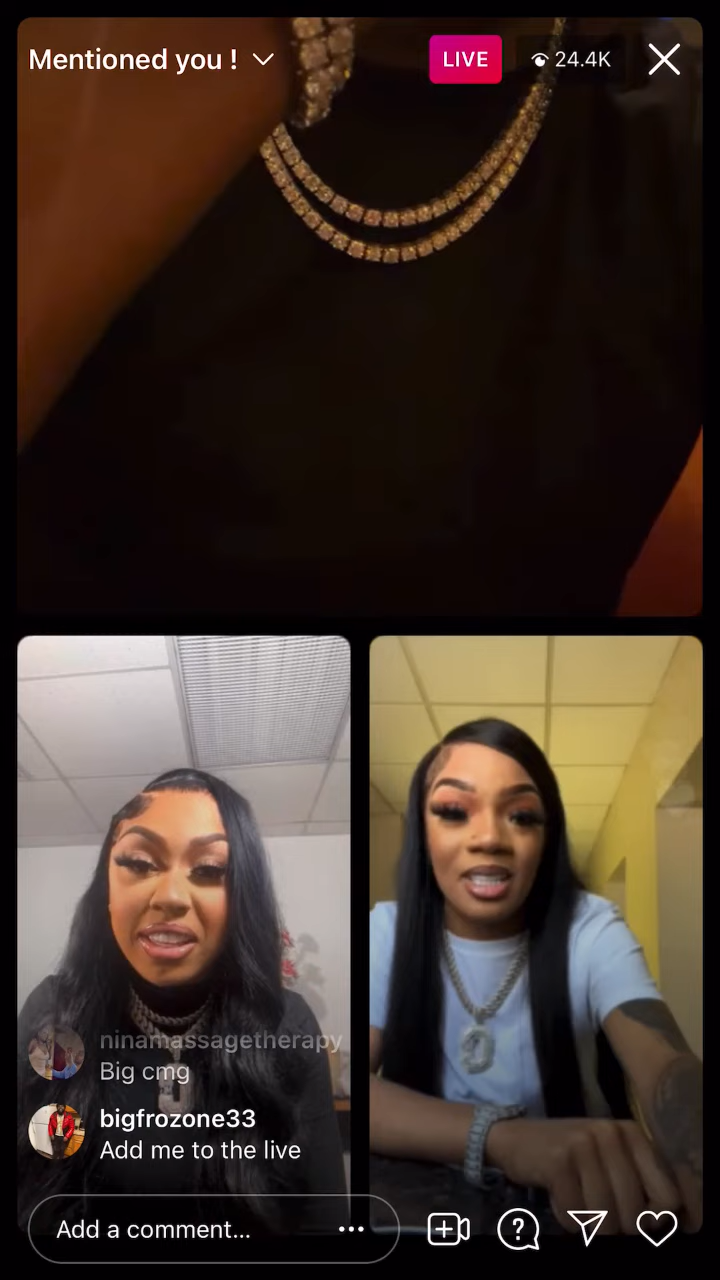 Mentioned you !
LIVE
24.4K
ninamassagetherapy
Big cmg
bigfrozone33
Add me to the live
Add a comment...